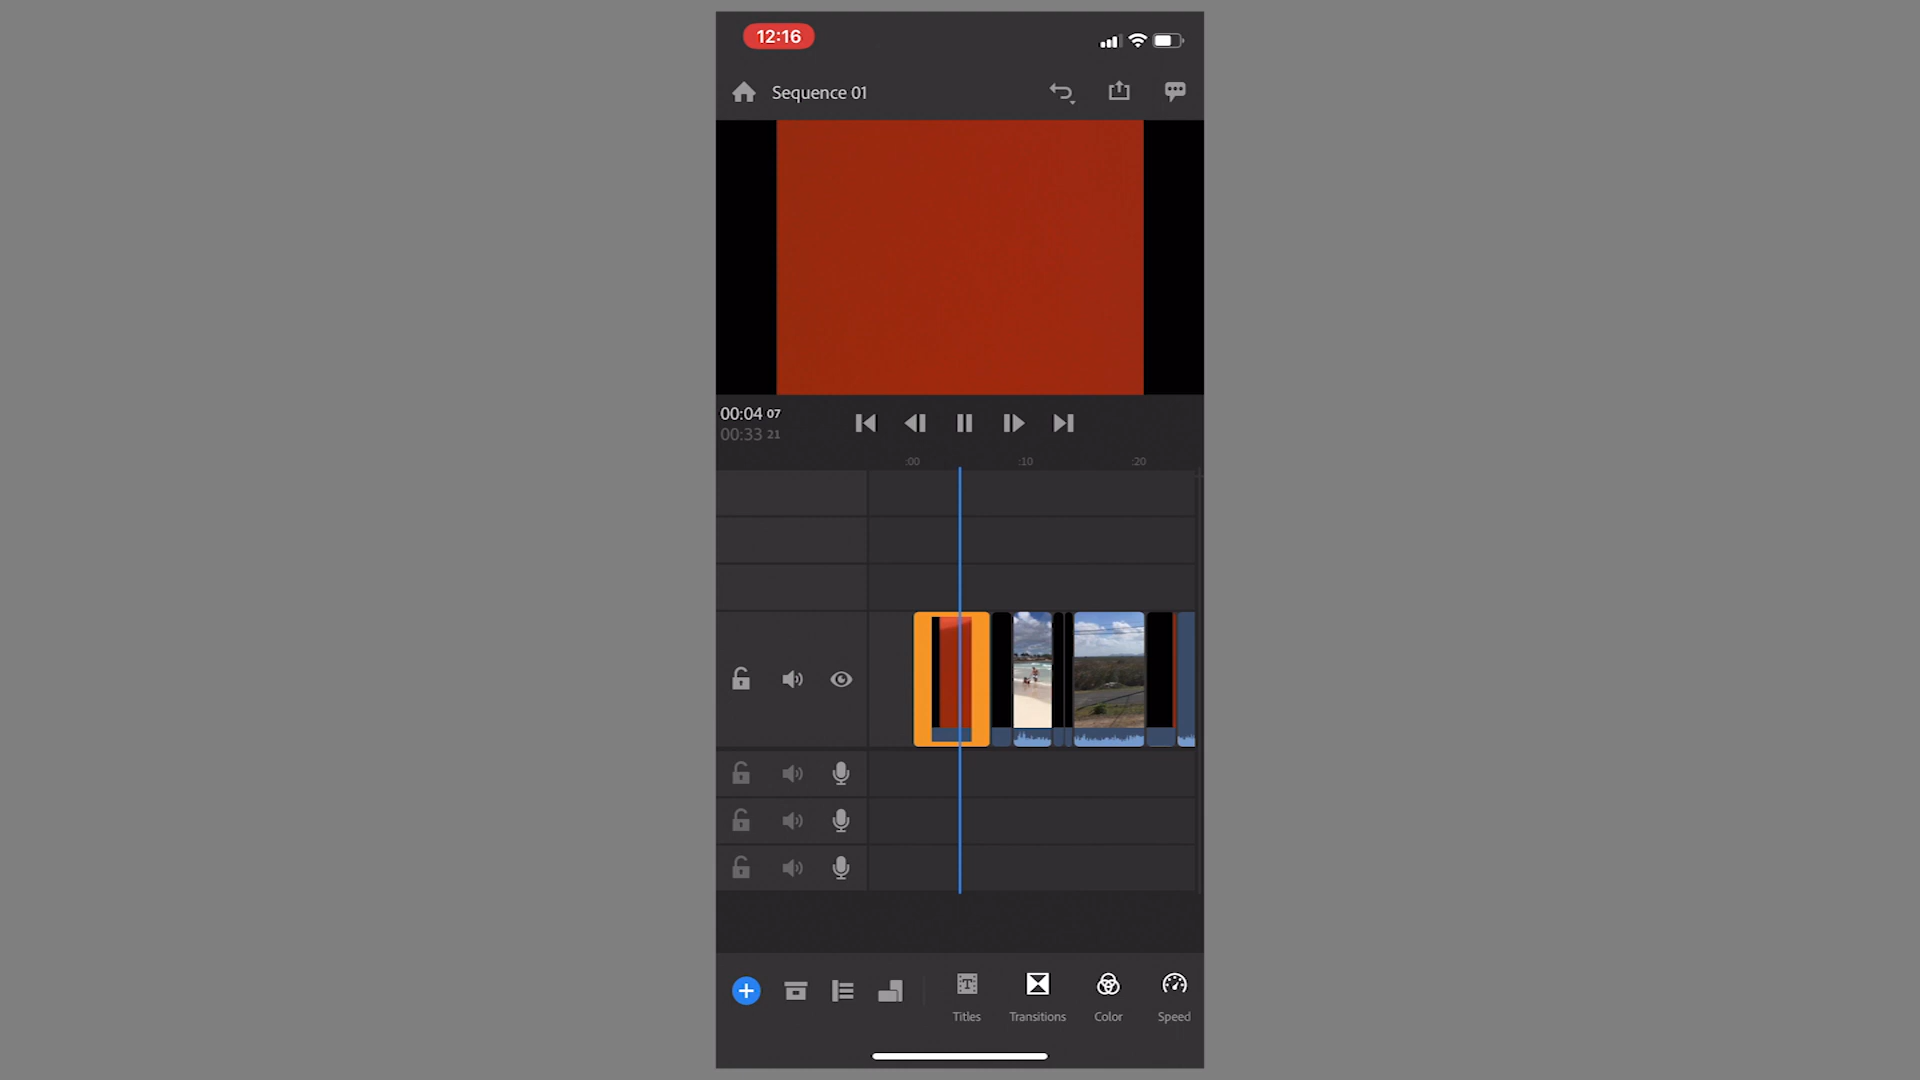 12:16
Sequence 01
00:04 07
00:33 21
:00 :10 :20
Titles Transitions Color Speed